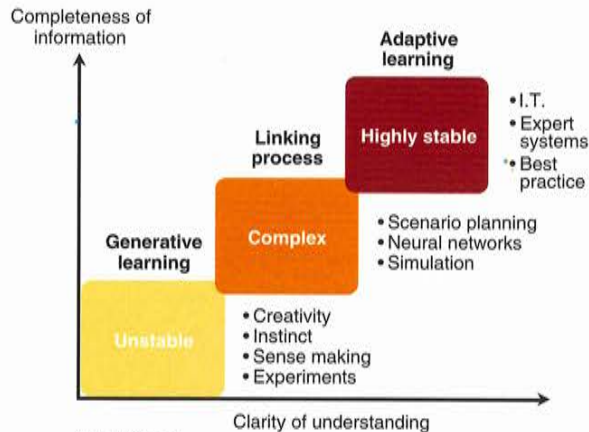 Completeness of
information
Adaptive
learning
Highly stable
• I.T.
• Expert
systems
• Best
practice
Linking
process
Complex
• Scenario planning
• Neural networks
• Simulation
Generative
learning
Unstable
• Creativity
• Instinct
• Sense making
• Experiments
Clarity of understanding